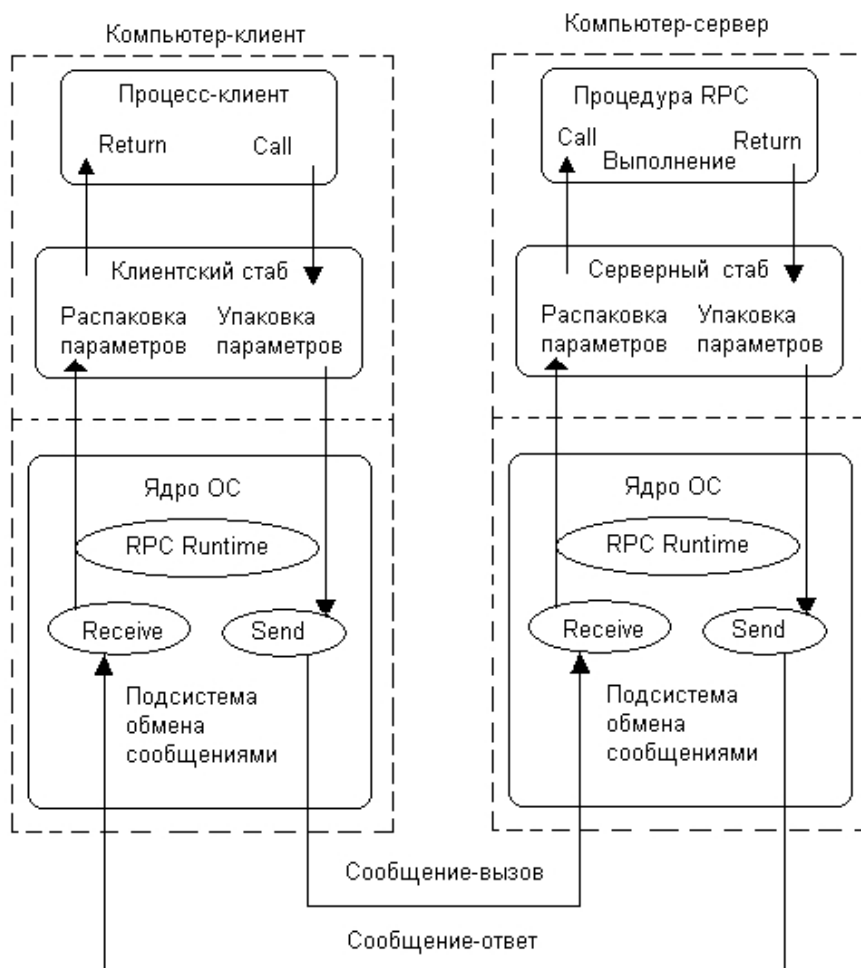 Компьютер-клиент
Процесс-клиент
Return Call
Клиентский стаб
Распаковка параметров
Упаковка параметров
Ядро ОС
RPC Runtime
Receive
Send
Подсистема
обмена
сообщениями
Компьютер-сервер
Процедура RPC
Call
Return
Выполнение
Серверный стаб
Распаковка параметров
Упаковка параметров
Ядро ОС
RPC Runtime
Receive
Send
Подсистема
обмена
сообщениями
Сообщение-вызов
Сообщение-ответ